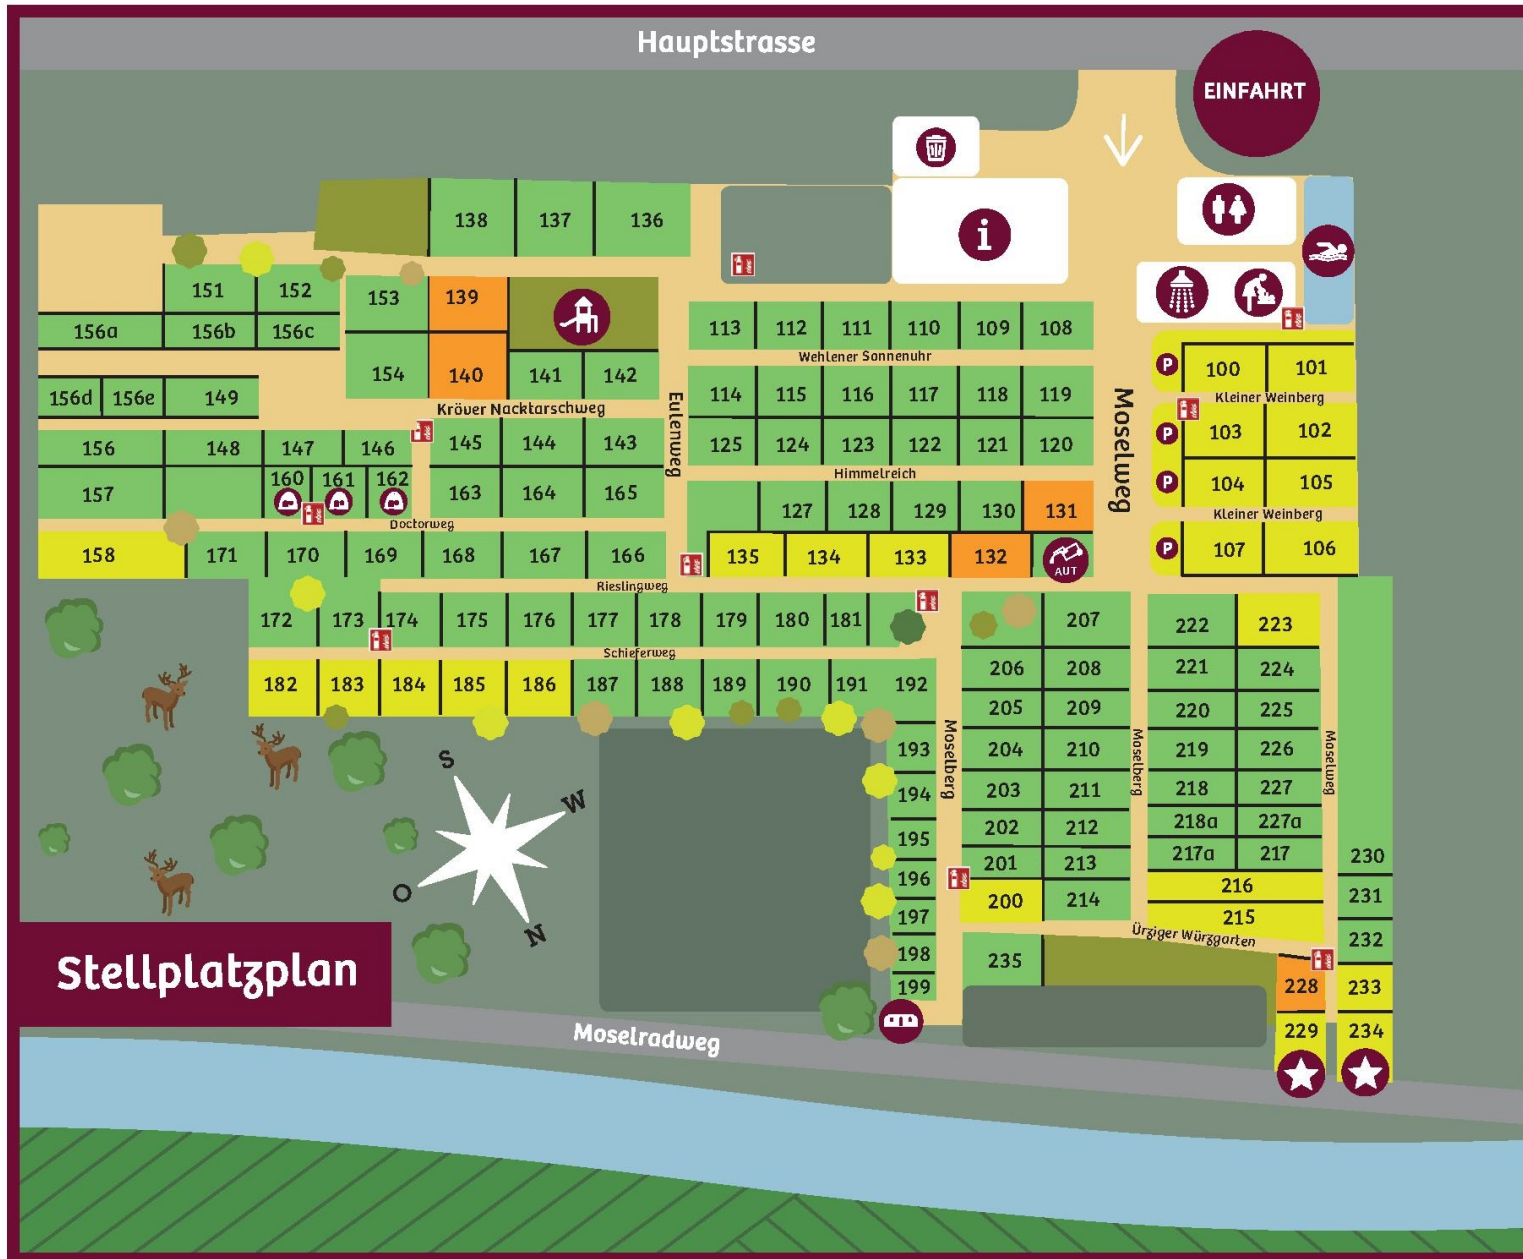 Hauptstrasse
EINFAHRT
138 137 136
i
151 152 153 139
156a 156b 156c
154 140 141 142
113 112 111 110 109 108
Wehlener Sonnenuhr
P 100 101
Kleiner Weinberg
156d 156e 149
Kröver Nacktarschweg
Eulenweg
114 115 116 117 118 119
125 124 123 122 121 120
Himmelreich
Moselweg
P 103 102
P 104 105
Kleiner Weinberg
P 107 106
156 148 147 146 145 144 143
157 160 161 162 163 164 165
Doctorweg
127 128 129 130 131
135 134 133 132 AUT
158 171 170 169 168 167 166
Rieslingweg
172 173 174 175 176 177 178 179 180 181
Schieferweg
182 183 184 185 186 187 188 189 190 191 192
207 222 223
206 208 221 224
205 209 220 225
193 204 210 219 226
Moselberg
Moselberg
Moselweg
194 203 211 218 227
195 202 212 218a 227a
196 201 213 217a 217 230
197 200 214 216 231
215
Ürziger Würzgarten
198 235 232
199 228 233
229 234
S
W
O
N
Stellplatzplan
Moselradweg